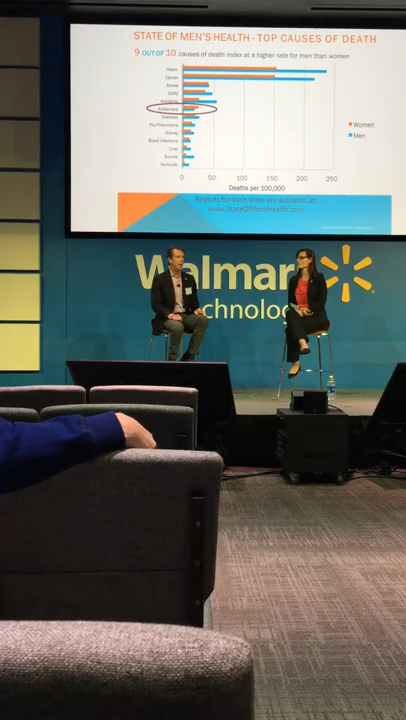 STATE OF MEN'S HEALTH - TOP CAUSES OF DEATH
9 OUT OF 10 causes of death index at a higher rate for men than women
Heart
Cancer
Stroke
COPD
Accidents
Alzheimers
Diabetes
Flu/Pneumonia
Kidney
Blood Infections
Liver
Suicide
Homicide
Women
Men
0 50 100 150 200 250
Deaths per 100,000
Reports for each state are available at:
www.StateOfMensHealth.com
Walmar
chnolog